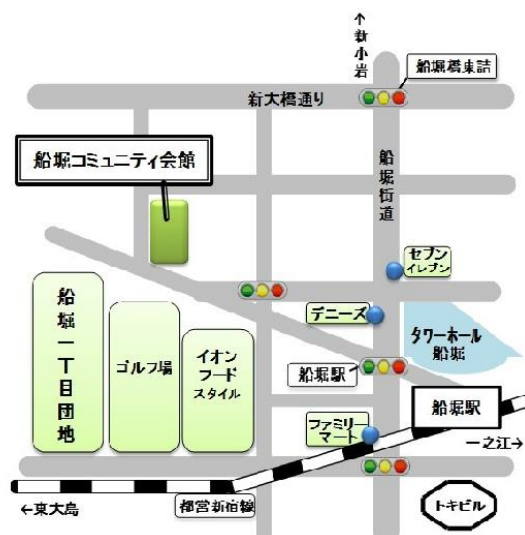 ↑新小岩
船堀橋東詰
新大橋通り
船堀コミュニティ会館
船堀街道
セブン
イレブン
船堀一丁目団地
ゴルフ場
イオン
フード
スタイル
デニーズ
タワーホール
船堀
船堀駅
船堀駅
ファミリー
マート
一之江→
←東大島
都営新宿線
トキビル